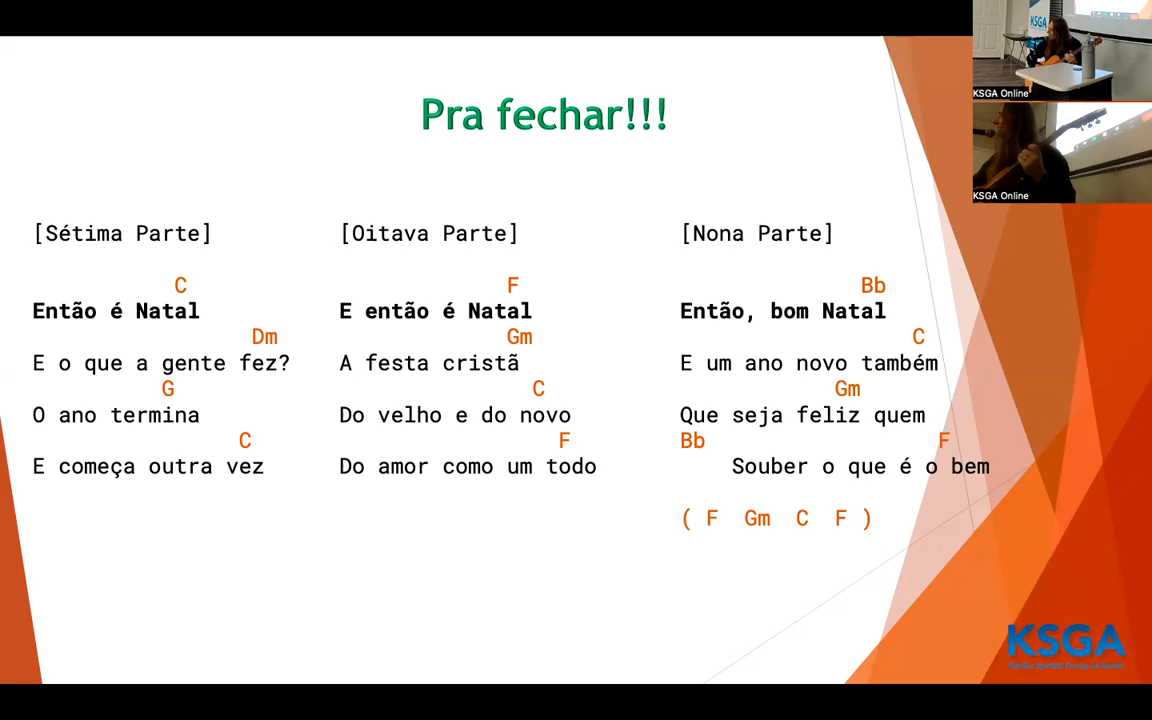 Pra fechar!!!
[Sétima Parte]
C
Então é Natal
Dm
E o que a gente fez?
G
O ano termina
C
E começa outra vez
[Oitava Parte]
F
E então é Natal
Gm
A festa cristã
C
Do velho e do novo
F
Do amor como um todo
[Nona Parte]
Bb
Então, bom Natal
C
E um ano novo também
Gm
Que seja feliz quem
Bb F
Souber o que é o bem
( F Gm C F )
KSGA
KSGA Online
KSGA Online
KSGA